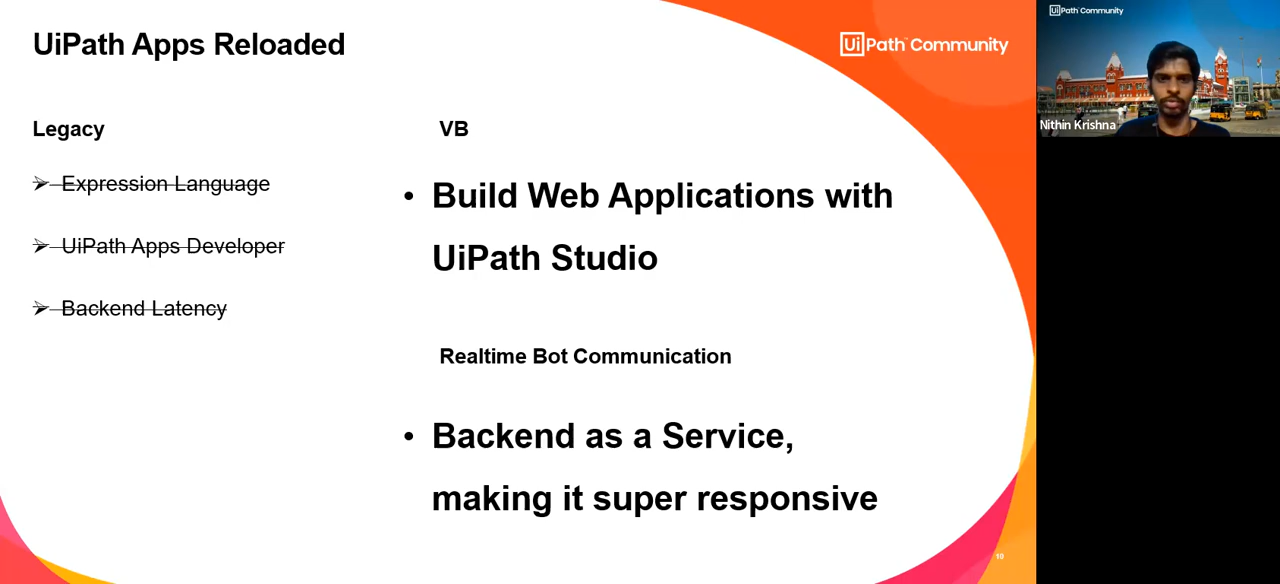 UiPath Apps Reloaded
UiPath Community
UiPath Community
Nithin Krishna
Legacy
Expression Language
UiPath Apps Developer
Backend Latency
VB
Build Web Applications with
UiPath Studio
Realtime Bot Communication
Backend as a Service,
making it super responsive
10